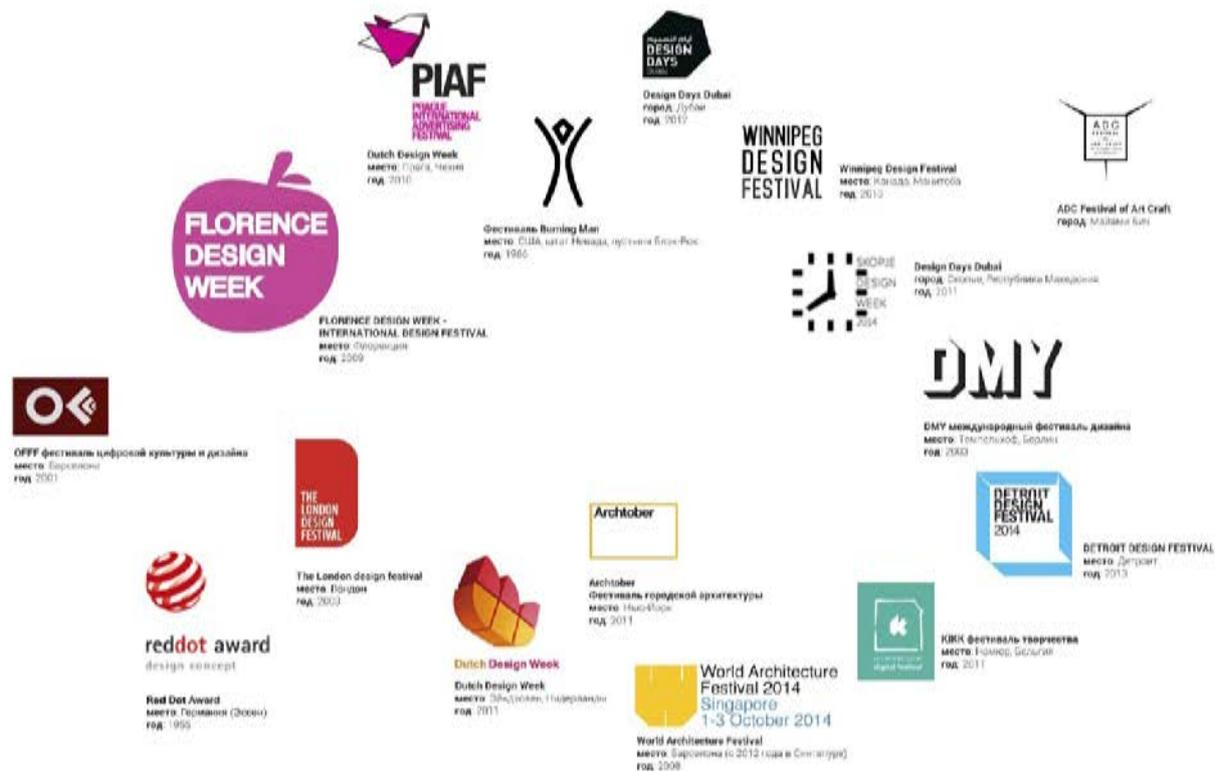 PIAF
PRAGUE
INTERNATIONAL
ADVERTISING
FESTIVAL
Dutch Design Week
место: Прага, Чехия
год: 2010
DESIGN
DAYS
DUBAI
Design Days Dubai
город: Дубаи
год: 2012
Фестиваль Burning Man
место: США, штат Невада, пустыня Блэк-Рок
год: 1986
WINNIPEG
DESIGN
FESTIVAL
Winnipeg Design Festival
место: Канада, Манитоба
год: 2010
ADC
ADC Festival of Art Craft
город: Майами Бич
FLORENCE
DESIGN
WEEK
FLORENCE DESIGN WEEK -
INTERNATIONAL DESIGN FESTIVAL
место: Флоренция
год: 2009
SKOPJE
DESIGN
WEEK
2014
Design Days Dubai
город: Скопье, Республика Македония
год: 2011
DMY
DMY международный фестиваль дизайна
место: Темпельхоф, Берлин
год: 2003
OFFF фестиваль цифровой культуры и дизайна
место: Барселона
год: 2001
THE
LONDON
DESIGN
FESTIVAL
The London design festival
место: Лондон
год: 2003
Archtober
Archtober
Фестиваль городской архитектуры
место: Нью-Йорк
год: 2011
DETROIT
DESIGN
FESTIVAL
2014
DETROIT DESIGN FESTIVAL
место: Детроит
год: 2013
reddot award
design concept
Red Dot Award
место: Германия (Эссен)
год: 1955
Dutch Design Week
Dutch Design Week
место: Эйндховен, Нидерланды
год: 2011
digital festival
KIKK фестиваль творчества
место: Намюр, Бельгия
год: 2011
World Architecture
Festival 2014
Singapore
1-3 October 2014
World Architecture Festival
место: Барселона (с 2012 года в Сингапуре)
год: 2008